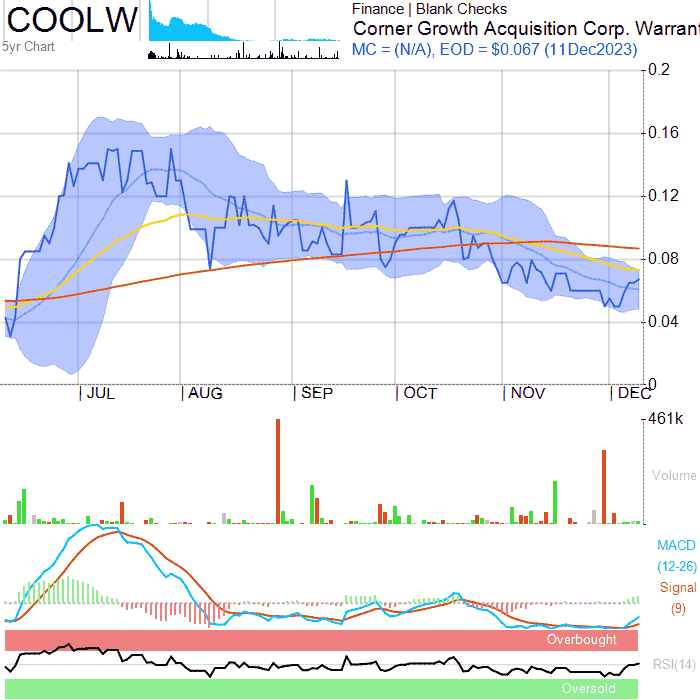 COOLW
5yr Chart
Finance | Blank Checks
Corner Growth Acquisition Corp. Warrant
MC = (N/A), EOD = $0.067 (11Dec2023)
0.2
0.16
0.12
0.08
0.04
0
JUL
AUG
SEP
OCT
NOV
DEC
461k
Volume
MACD
(12-26)
Signal
(9)
Overbought
RSI(14)
Oversold